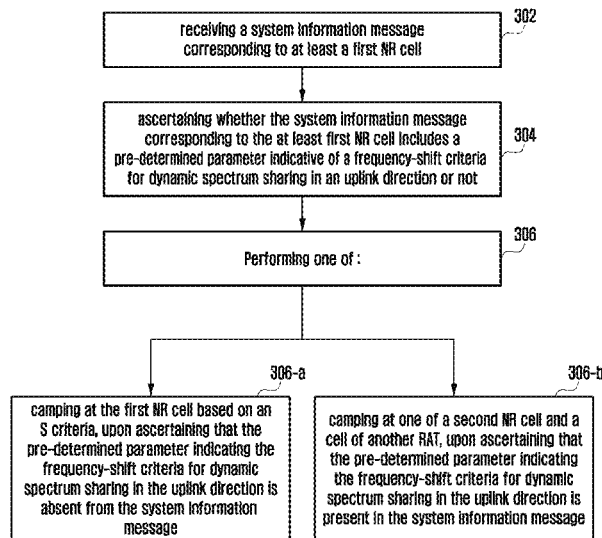 302
receiving a system information message
corresponding to at least a first NR cell
ascertaining whether the system information message
corresponding to the at least first NR cell includes a
pre-determined parameter indicative of a frequency-shift criteria
for dynamic spectrum sharing in an uplink direction or not
304
306
Performing one of :
306-a
camping at the first NR cell based on an
S criteria, upon ascertaining that the
pre-determined parameter indicating the
frequency-shift criteria for dynamic
spectrum sharing in the uplink direction is
absent from the system information
message
306-b
camping at one of a second NR cell and a
cell of another RAT, upon ascertaining that
the pre-determined parameter indicating
the frequency-shift criteria for dynamic
spectrum sharing in the uplink direction is
present in the system information message